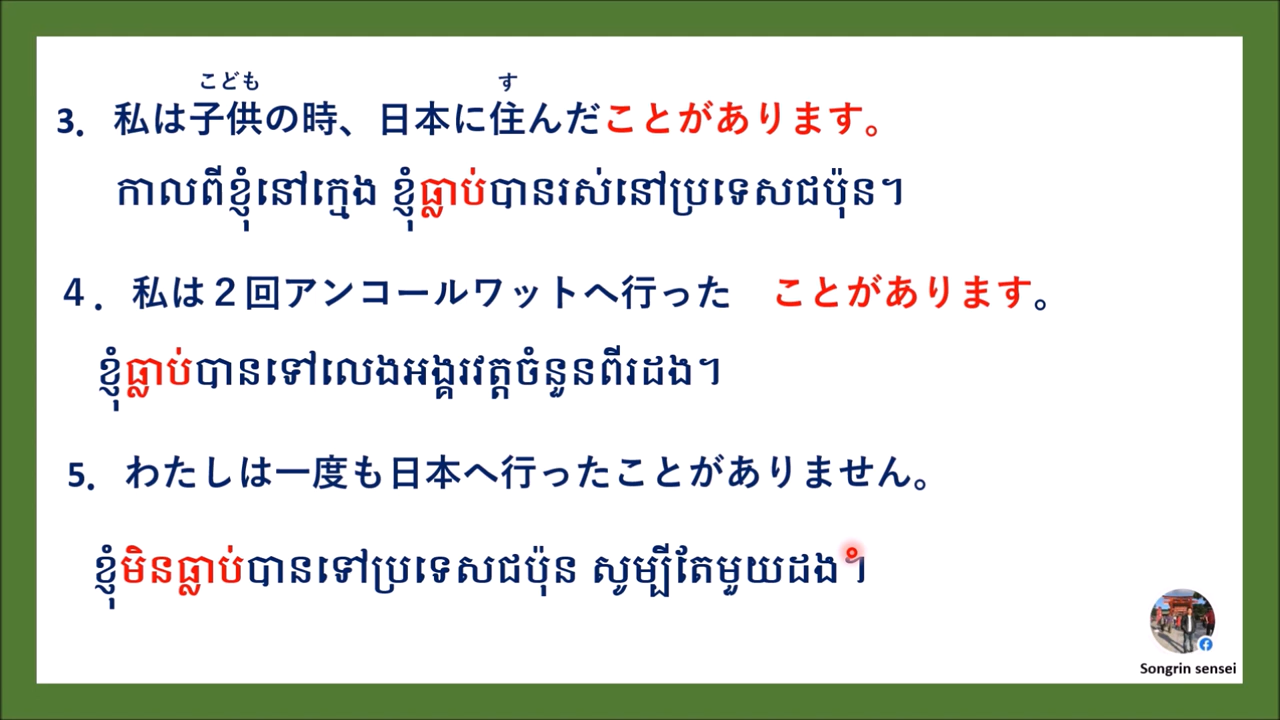 こども す
3. 私は子供の時、日本に住んだことがあります。
កាលពីខ្ញុំនៅក្មេង ខ្ញុំធ្លាប់បានរស់នៅប្រទេសជប៉ុន។
４．私は２回アンコールワットへ行った　ことがあります。
ខ្ញុំធ្លាប់បានទៅលេងអង្គរវត្តចំនួនពីរដង។
5. わたしは一度も日本へ行ったことがありません。
ខ្ញុំមិនធ្លាប់បានទៅប្រទេសជប៉ុន សូម្បីតែមួយដង។
Songrin sensei